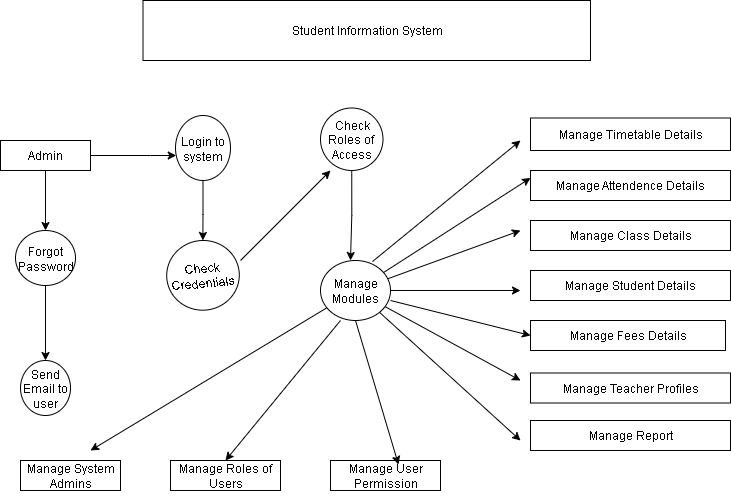 Student Information System
Admin
Login to
system
Check
Roles of
Access
Manage Timetable Details
Manage Attendence Details
Manage Class Details
Forgot
Password
Check
Credentials
Manage
Modules
Manage Student Details
Manage Fees Details
Send
Email to
user
Manage Teacher Profiles
Manage Report
Manage System
Admins
Manage Roles of
Users
Manage User
Permission